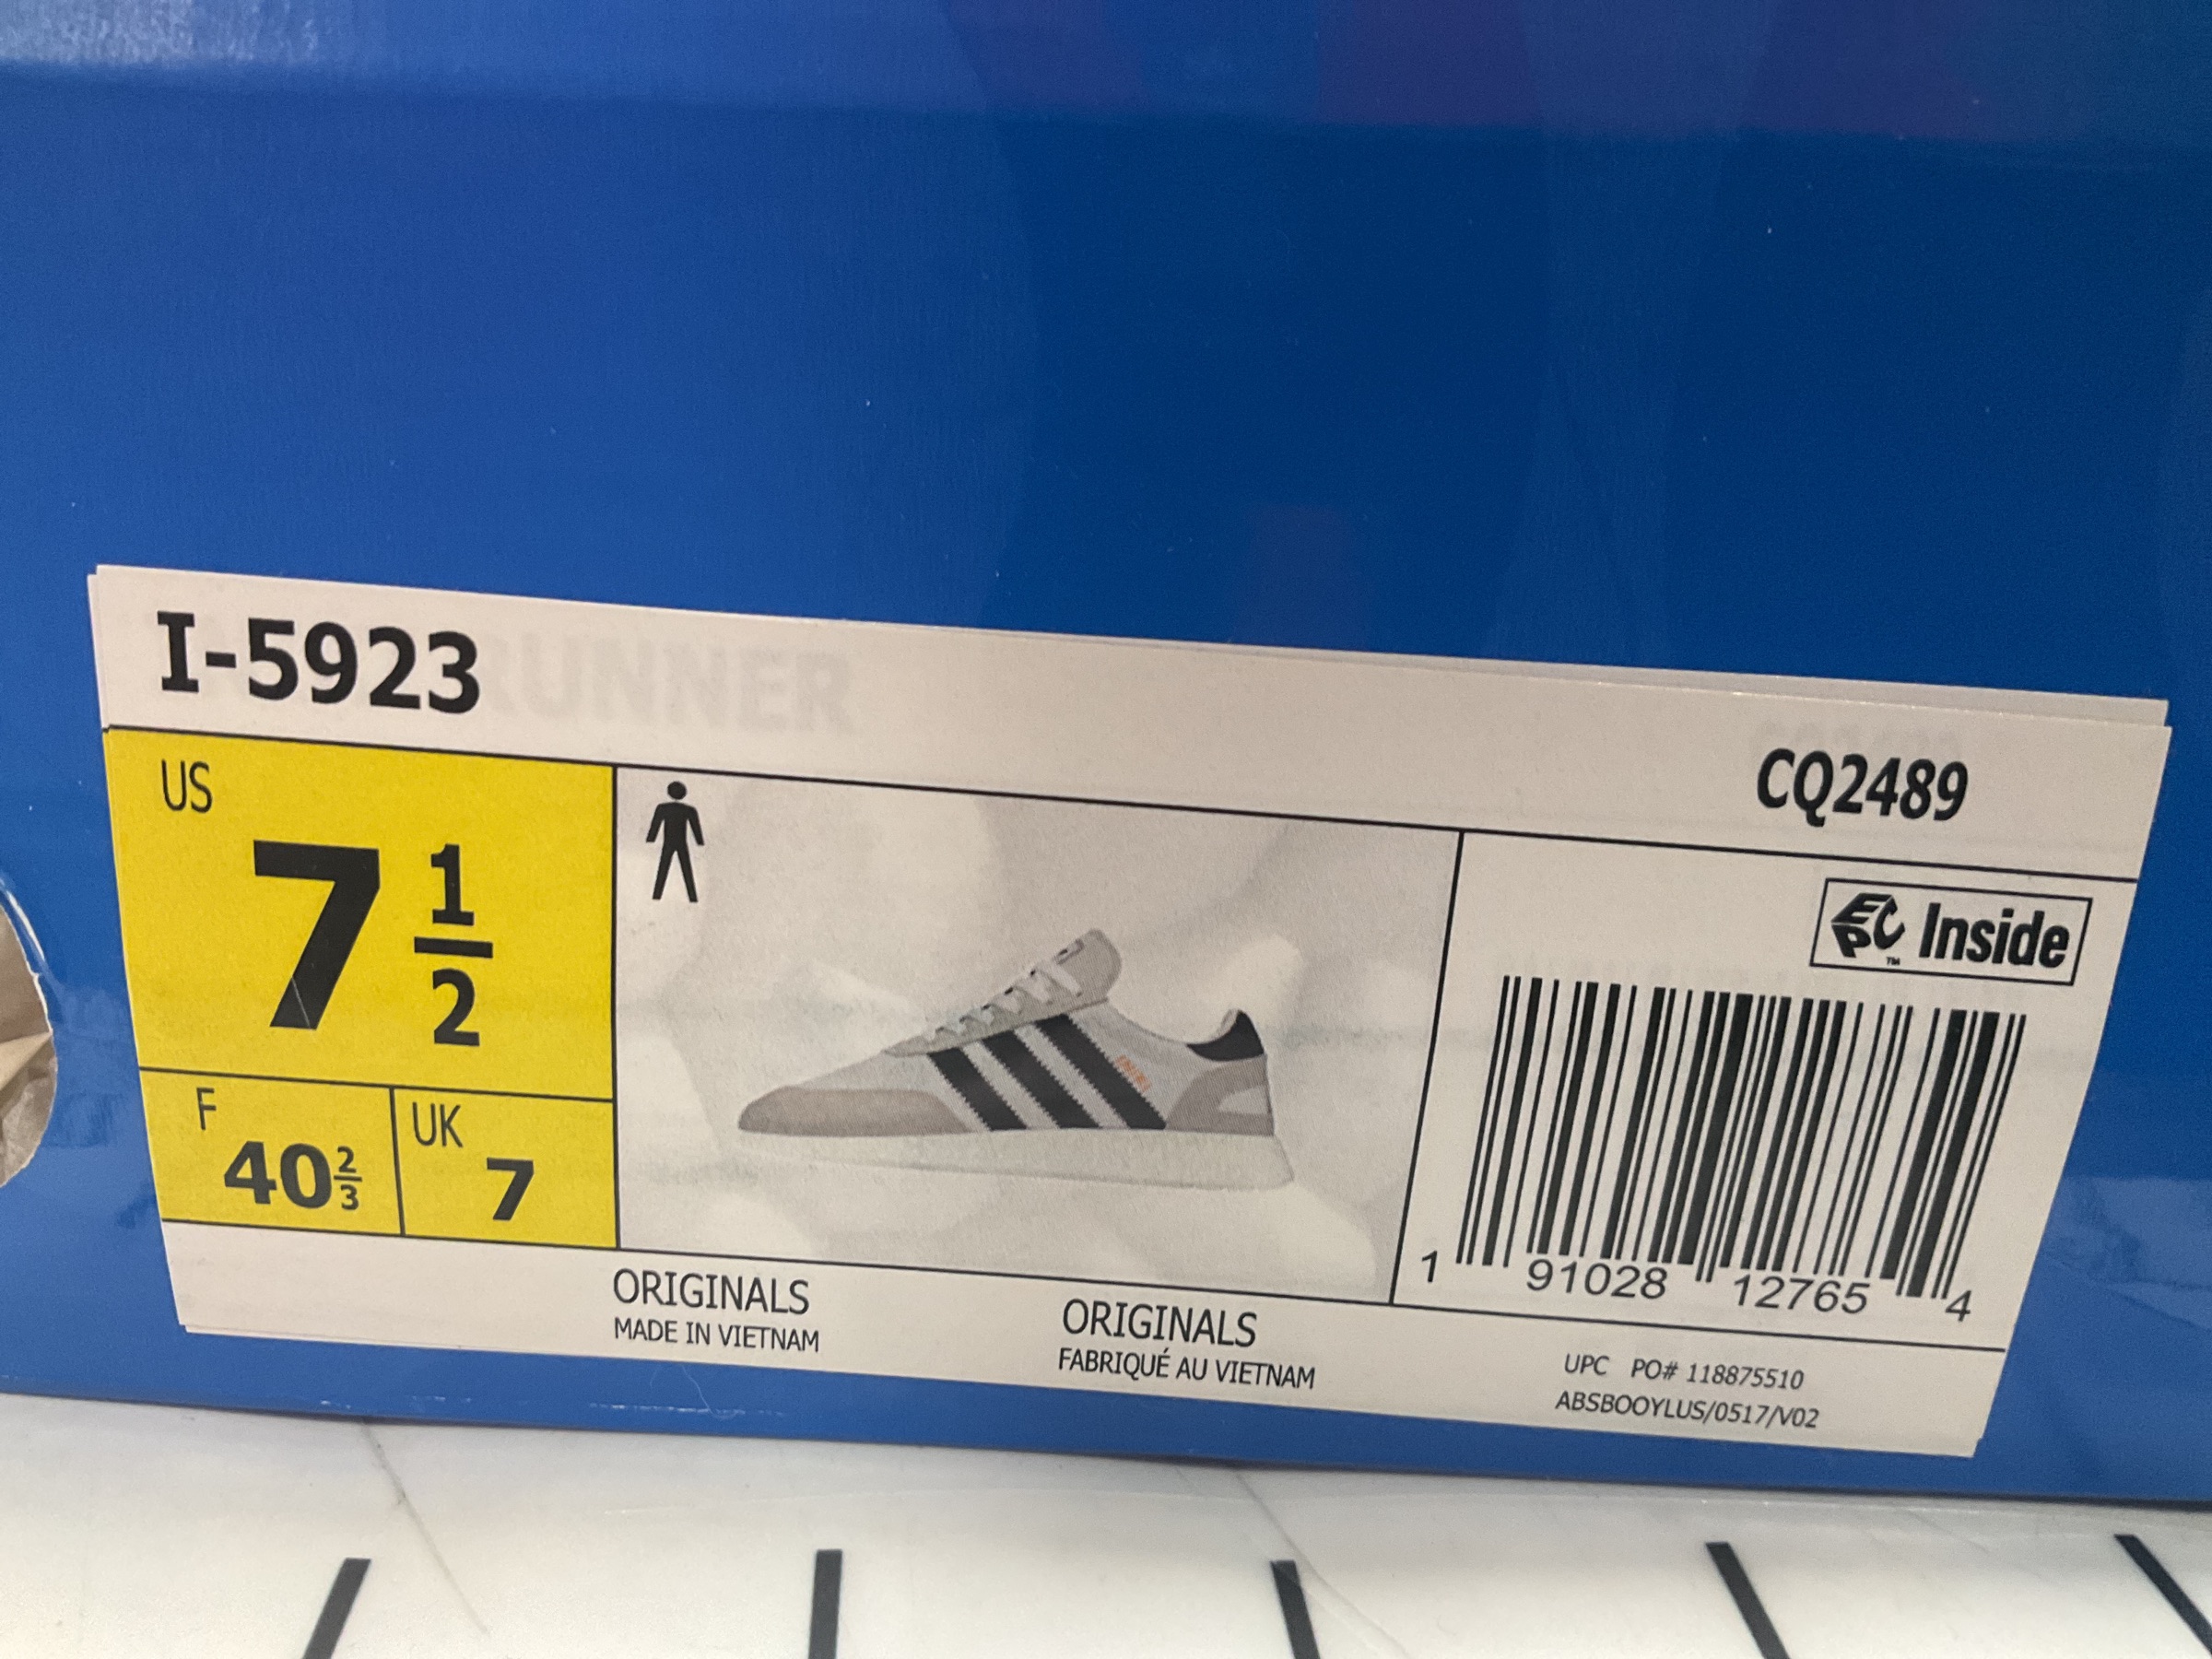 I-5923
RUNNER
CQ2489
US
7 1/2
F
40 2/3
UK
7
EPC Inside
1 91028 12765 4
ORIGINALS
MADE IN VIETNAM
ORIGINALS
FABRIQUÉ AU VIETNAM
UPC PO# 118875510
ABSBOOYLUS/0517/V02